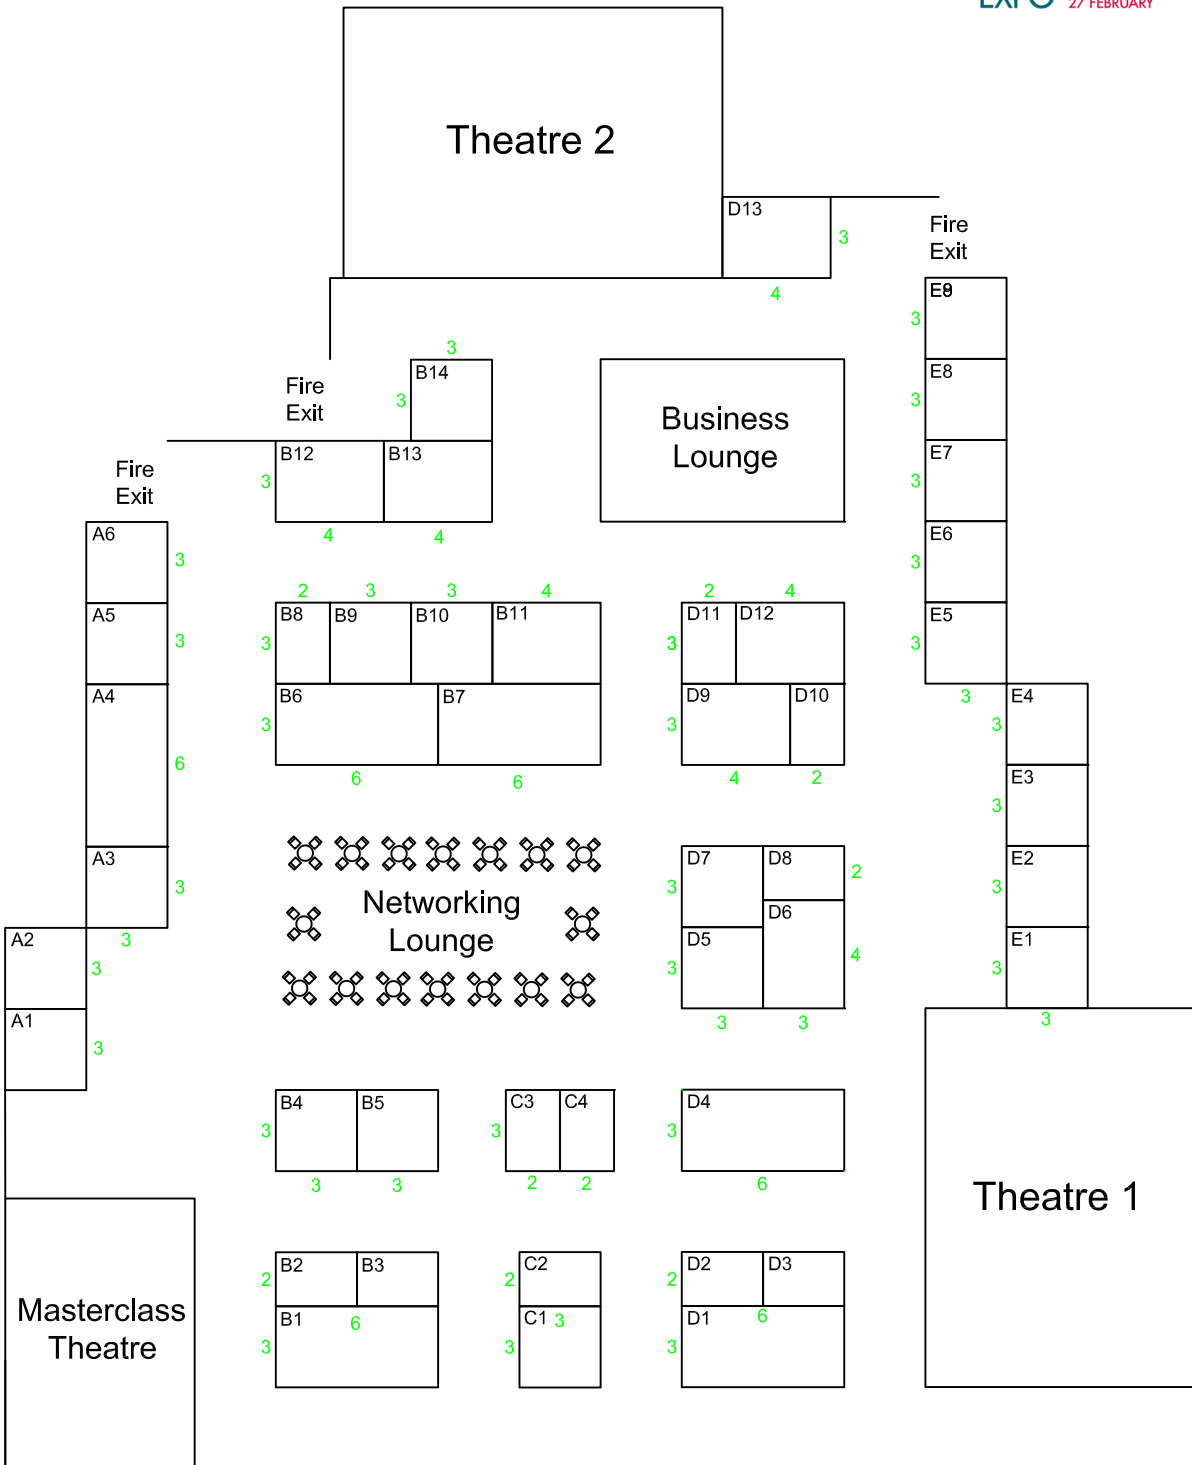 EXPO 27 FEBRUARY
Theatre 2
D13
3
4
Fire
Exit
E9
3
3
B14
3
Fire
Exit
Business
Lounge
E8
3
B12
B13
3
4
4
E7
3
Fire
Exit
A6
3
E6
3
2
3
3
4
B8
B9
B10
B11
3
2
4
D11
D12
3
A5
3
E5
3
3
A4
6
B6
B7
3
6
6
D9
D10
3
4
2
E4
3
E3
3
A3
3
3
Networking
Lounge
D7
D8
3
2
D5
D6
3
4
3
3
E2
3
E1
3
3
A2
3
A1
3
B4
B5
3
3
3
C3
C4
3
2
2
D4
3
6
Theatre 1
Masterclass
Theatre
B2
B3
2
B1
6
3
C2
2
C1
3
3
D2
D3
2
D1
6
3